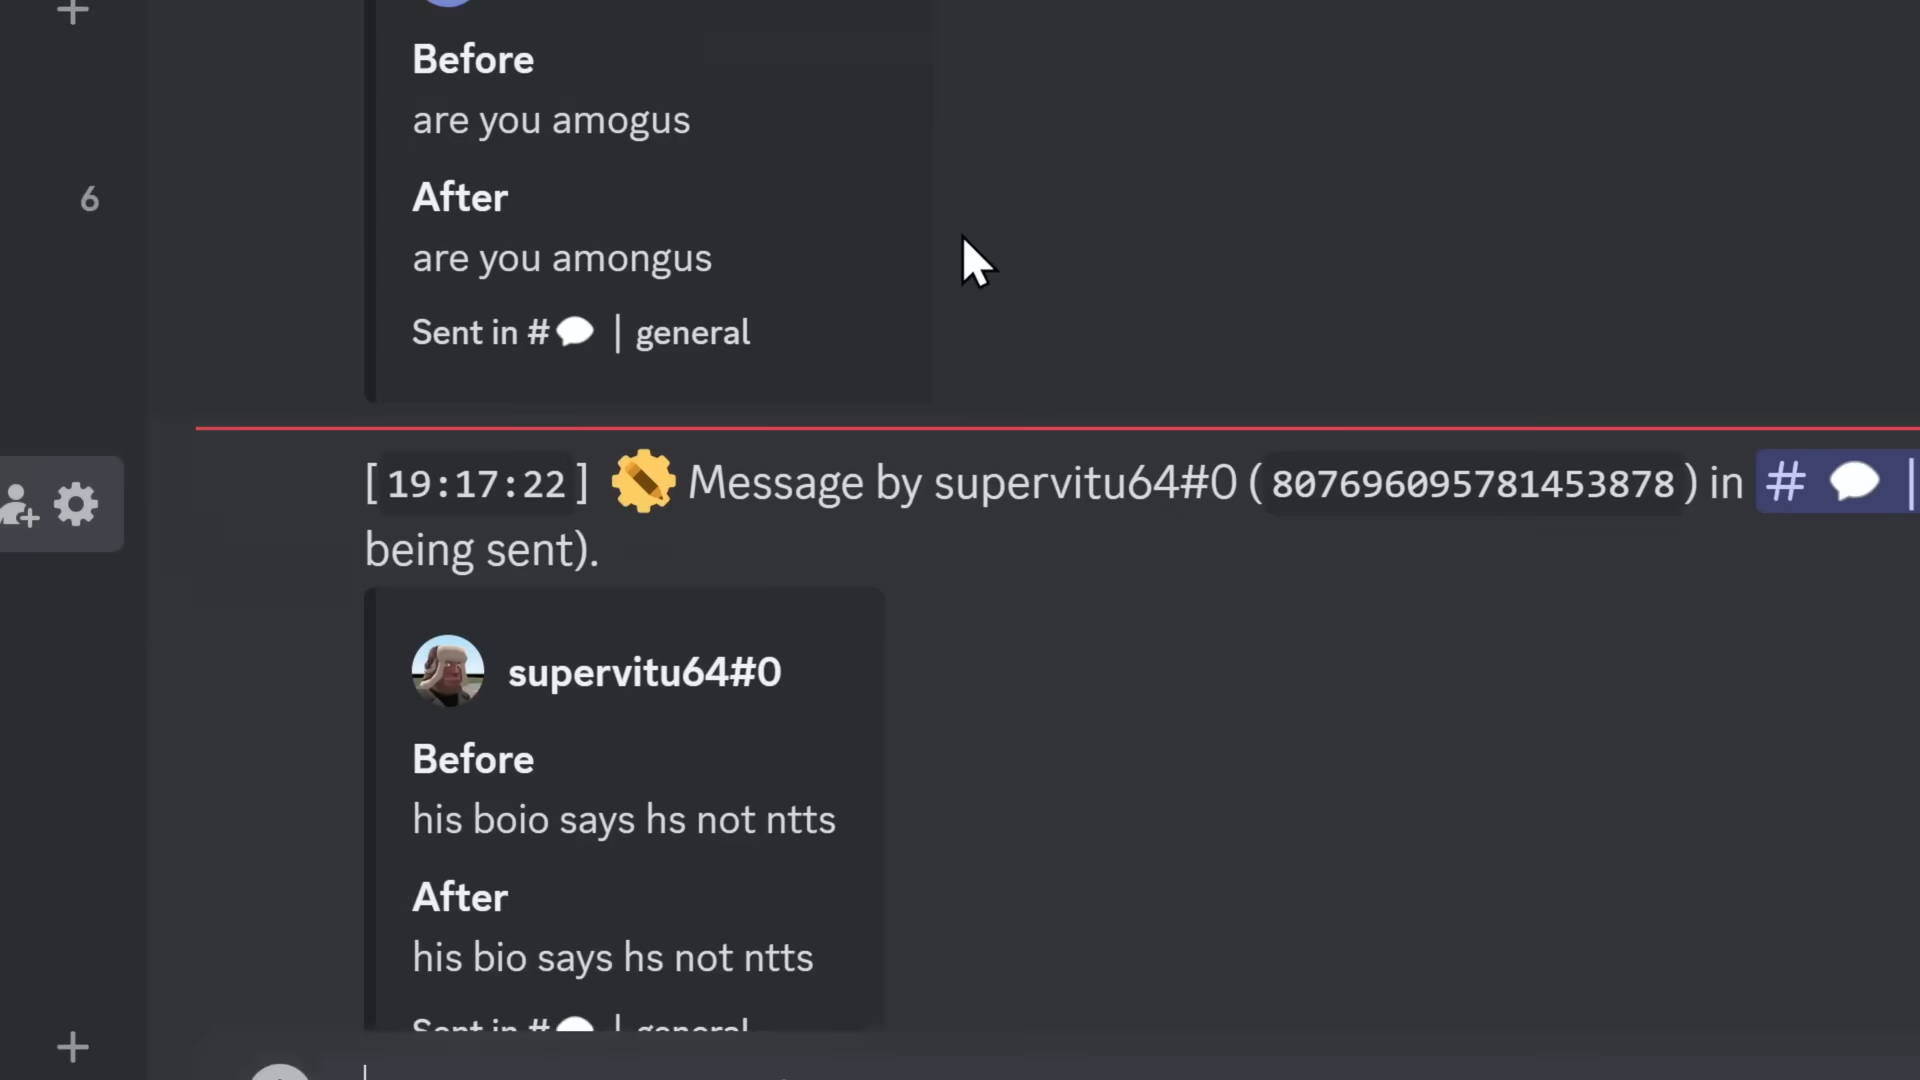 Before
are you amogus
After
are you amongus
Sent in # | general
6
[19:17:22] Message by supervitu64#0 (807696095781453878) in # |
being sent).
supervitu64#0
Before
his boio says hs not ntts
After
his bio says hs not ntts
Sent in # | general